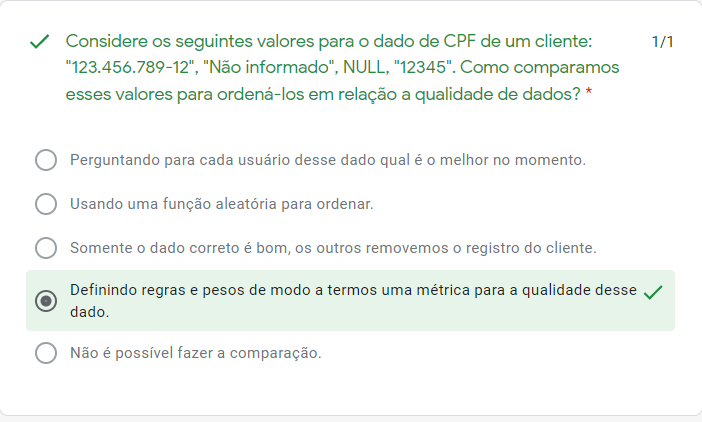 Considere os seguintes valores para o dado de CPF de um cliente: 1/1
"123.456.789-12", "Não informado", NULL, "12345". Como comparamos
esses valores para ordená-los em relação a qualidade de dados? *
Perguntando para cada usuário desse dado qual é o melhor no momento.
Usando uma função aleatória para ordenar.
Somente o dado correto é bom, os outros removemos o registro do cliente.
Definindo regras e pesos de modo a termos uma métrica para a qualidade desse
dado.
Não é possível fazer a comparação.